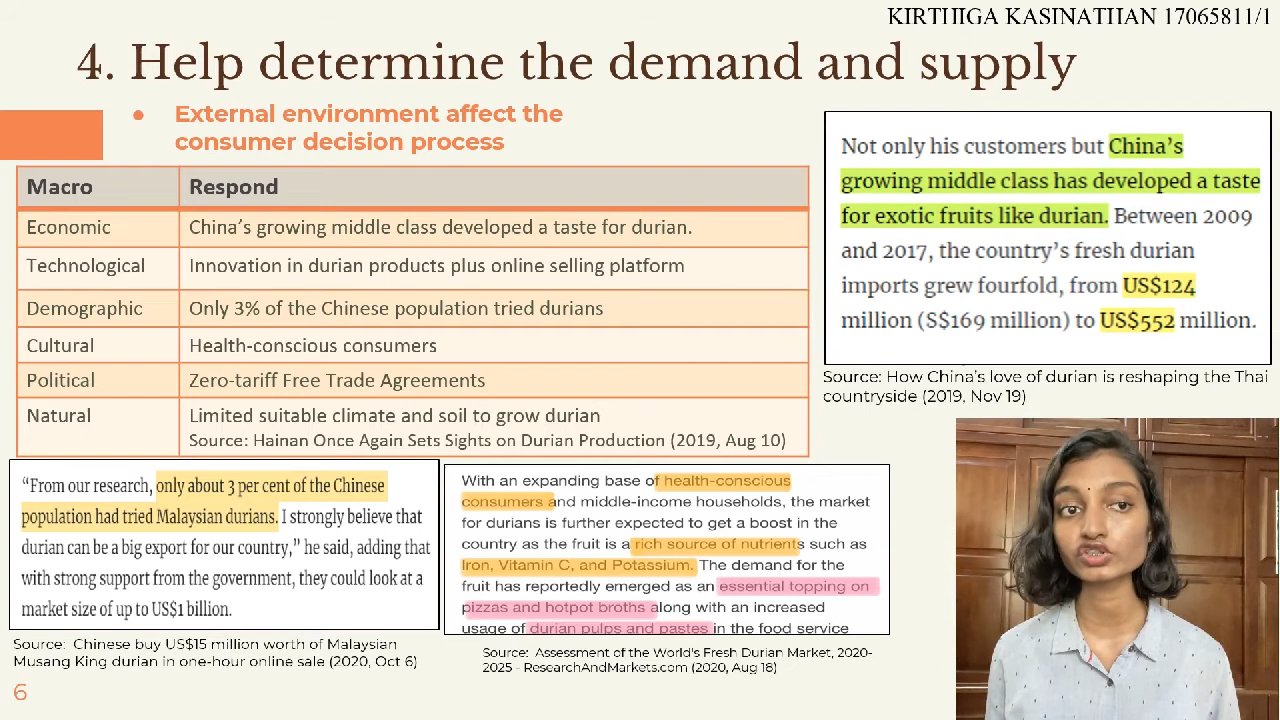 KIRTHIGA KASINATHAN 17065811/1
4. Help determine the demand and supply
● External environment affect the
consumer decision process
Macro Respond
Economic China's growing middle class developed a taste for durian.
Technological Innovation in durian products plus online selling platform
Demographic Only 3% of the Chinese population tried durians
Cultural Health-conscious consumers
Political Zero-tariff Free Trade Agreements
Natural Limited suitable climate and soil to grow durian
Source: Hainan Once Again Sets Sights on Durian Production (2019, Aug 10)
Not only his customers but China's
growing middle class has developed a taste
for exotic fruits like durian. Between 2009
and 2017, the country's fresh durian
imports grew fourfold, from US$124
million (S$169 million) to US$552 million.
Source: How China's love of durian is reshaping the Thai
countryside (2019, Nov 19)
"From our research, only about 3 per cent of the Chinese
population had tried Malaysian durians. I strongly believe that
durian can be a big export for our country," he said, adding that
with strong support from the government, they could look at a
market size of up to US$1 billion.
Source: Chinese buy US$15 million worth of Malaysian
Musang King durian in one-hour online sale (2020, Oct 6)
With an expanding base of health-conscious
consumers and middle-income households, the market
for durians is further expected to get a boost in the
country as the fruit is a rich source of nutrients such as
Iron, Vitamin C, and Potassium. The demand for the
fruit has reportedly emerged as an essential topping on
pizzas and hotpot broths along with an increased
usage of durian pulps and pastes in the food service
Source: Assessment of the World's Fresh Durian Market, 2020-
2025 - ResearchAndMarkets.com (2020, Aug 18)
6